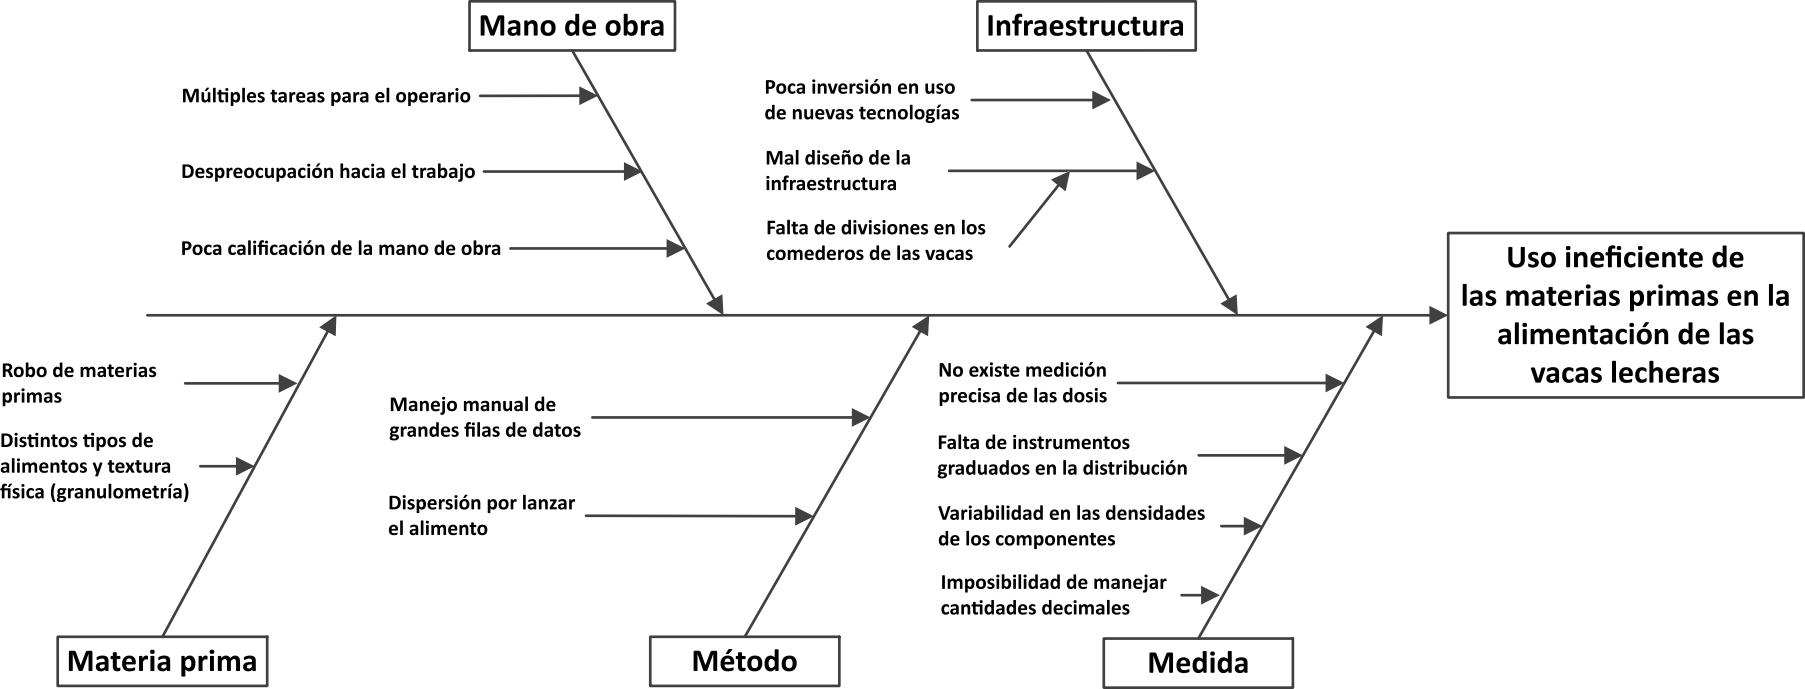 Mano de obra
Infraestructura
Múltiples tareas para el operario
Despreocupación hacia el trabajo
Poca calificación de la mano de obra
Poca inversión en uso
de nuevas tecnologías
Mal diseño de la
infraestructura
Falta de divisiones en los
comederos de las vacas
Uso ineficiente de
las materias primas en la
alimentación de las
vacas lecheras
Robo de materias
primas
Distintos tipos de
alimentos y textura
física (granulometría)
Manejo manual de
grandes filas de datos
Dispersión por lanzar
el alimento
No existe medición
precisa de las dosis
Falta de instrumentos
graduados en la distribución
Variabilidad en las densidades
de los componentes
Imposibilidad de manejar
cantidades decimales
Materia prima
Método
Medida